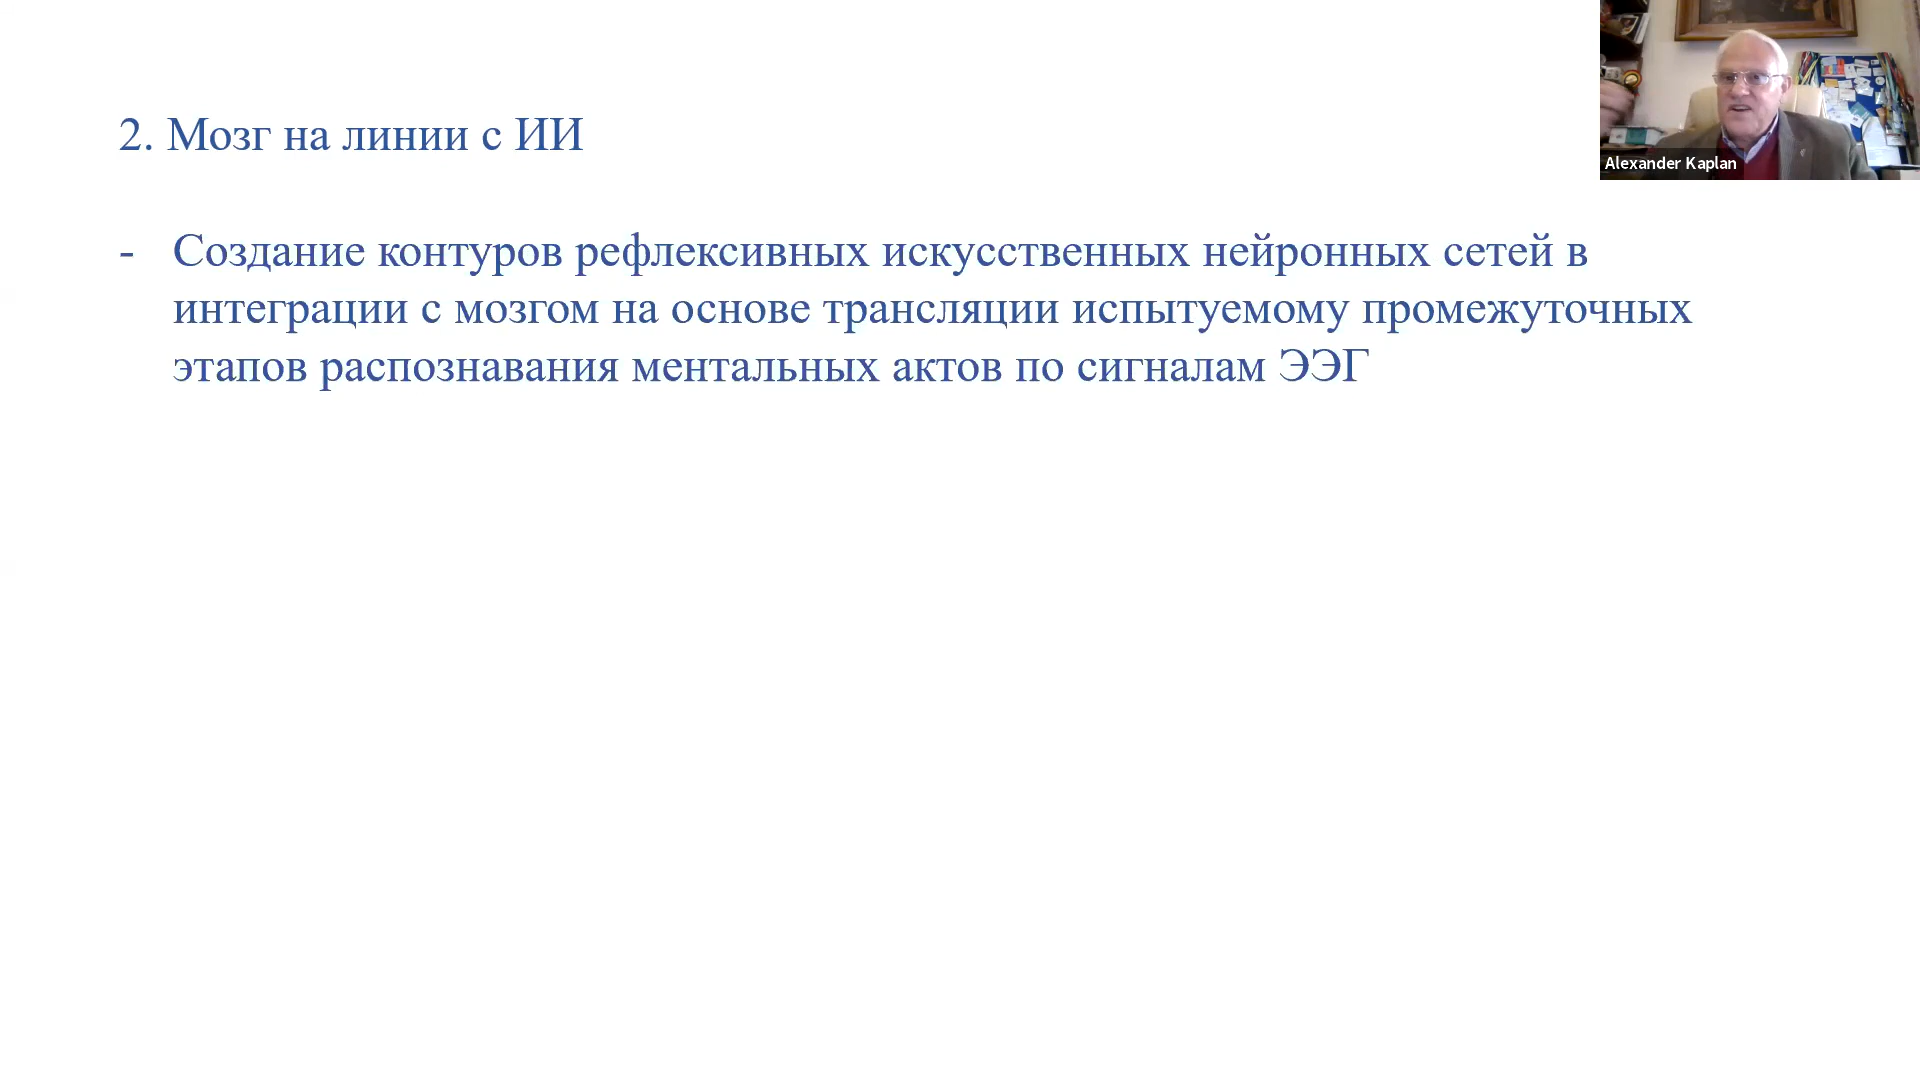 2. Мозг на линии с ИИ
Alexander Kaplan
- Создание контуров рефлексивных искусственных нейронных сетей в
интеграции с мозгом на основе трансляции испытуемому промежуточных
этапов распознавания ментальных актов по сигналам ЭЭГ